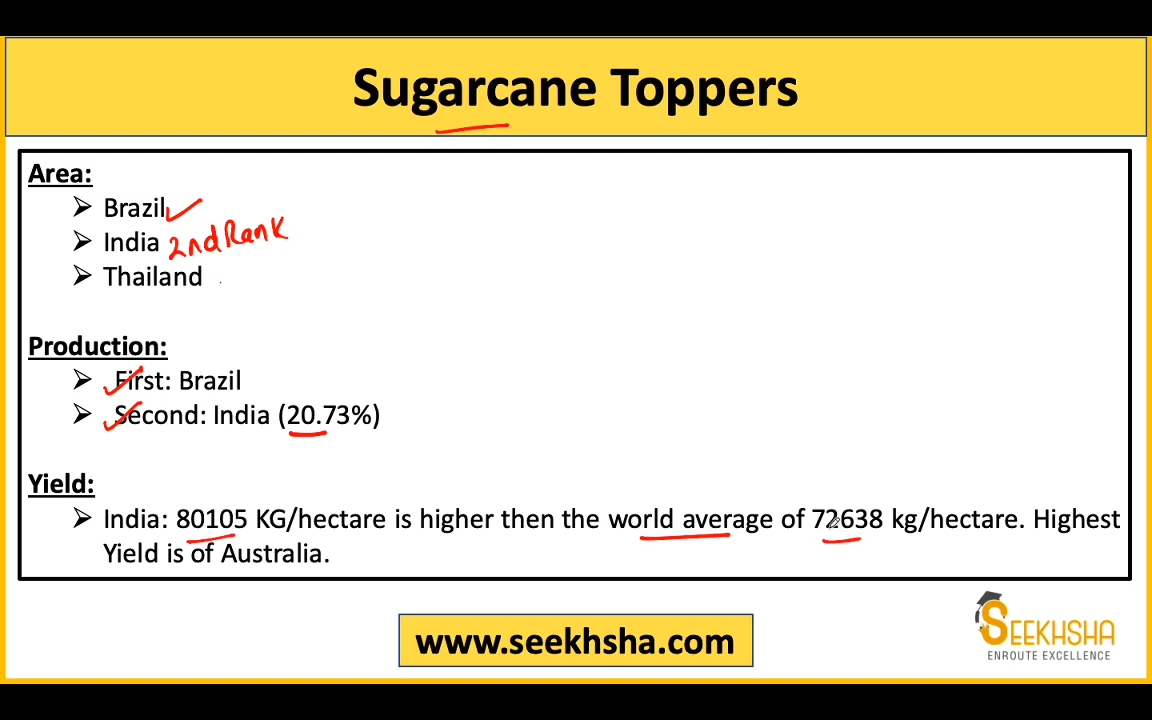 Sugarcane Toppers
Area:
➢ Brazil
➢ India 2nd Rank
➢ Thailand
Production:
➢ First: Brazil
➢ Second: India (20.73%)
Yield:
➢ India: 80105 KG/hectare is higher then the world average of 72638 kg/hectare. Highest
Yield is of Australia.
www.seekhsha.com
SEEKHSHA
ENROUTE EXCELLENCE